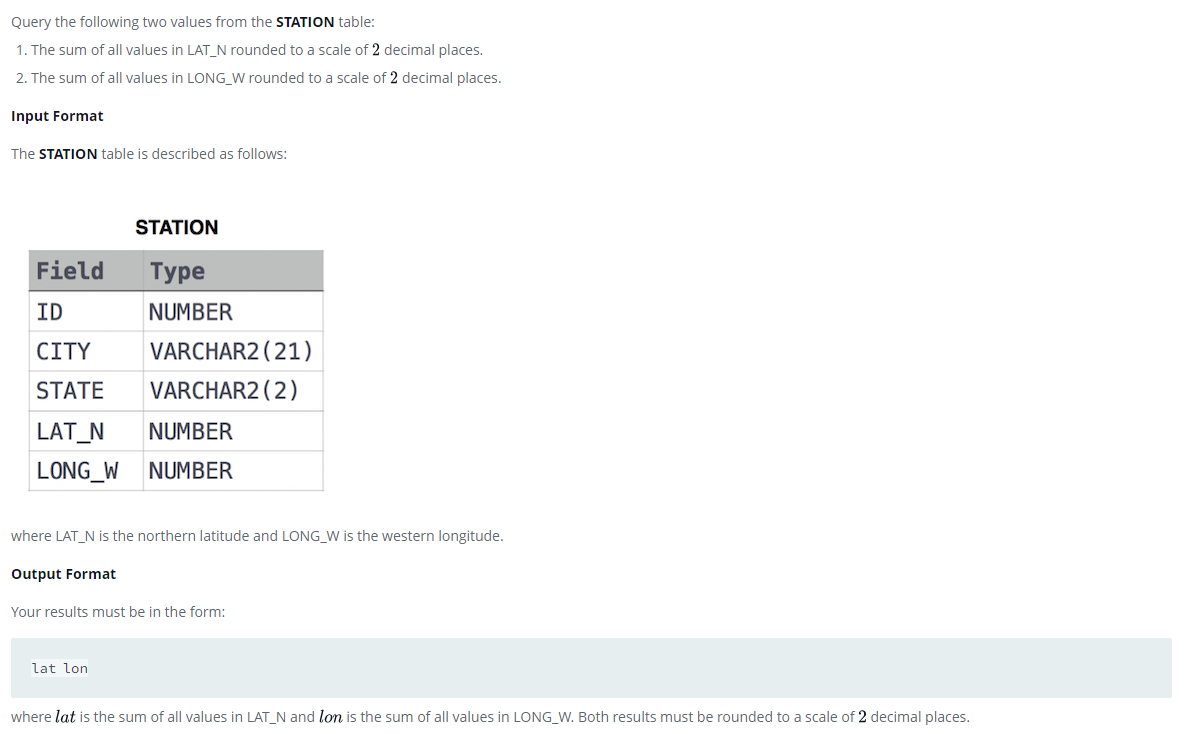 Query the following two values from the STATION table:
1. The sum of all values in LAT_N rounded to a scale of 2 decimal places.
2. The sum of all values in LONG_W rounded to a scale of 2 decimal places.
Input Format
The STATION table is described as follows:
STATION
Field Type
ID NUMBER
CITY VARCHAR2(21)
STATE VARCHAR2(2)
LAT_N NUMBER
LONG_W NUMBER
where LAT_N is the northern latitude and LONG_W is the western longitude.
Output Format
Your results must be in the form:
lat lon
where lat is the sum of all values in LAT_N and lon is the sum of all values in LONG_W. Both results must be rounded to a scale of 2 decimal places.